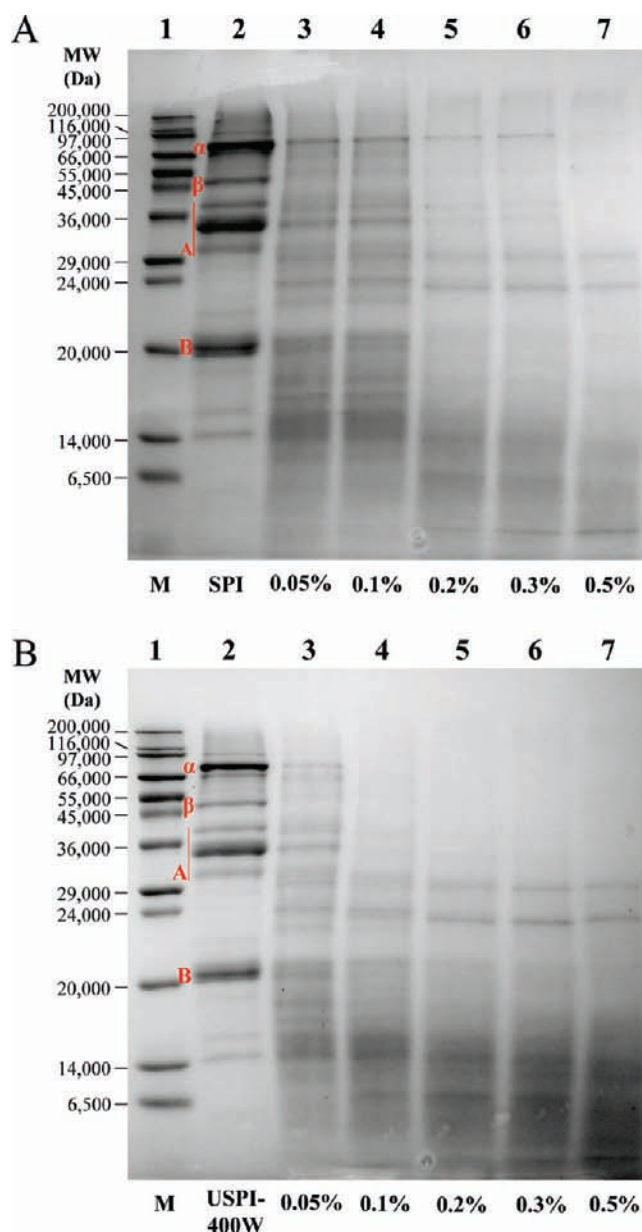 A
1 2 3 4 5 6 7
MW
(Da)
200,000
116,000
97,000
66,000
55,000
45,000
36,000
29,000
24,000
20,000
14,000
6,500
α
β
A
B
M SPI 0.05% 0.1% 0.2% 0.3% 0.5%
B
1 2 3 4 5 6 7
MW
(Da)
200,000
116,000
97,000
66,000
55,000
45,000
36,000
29,000
24,000
20,000
14,000
6,500
α
β
A
B
M USPI- 0.05% 0.1% 0.2% 0.3% 0.5%
400W